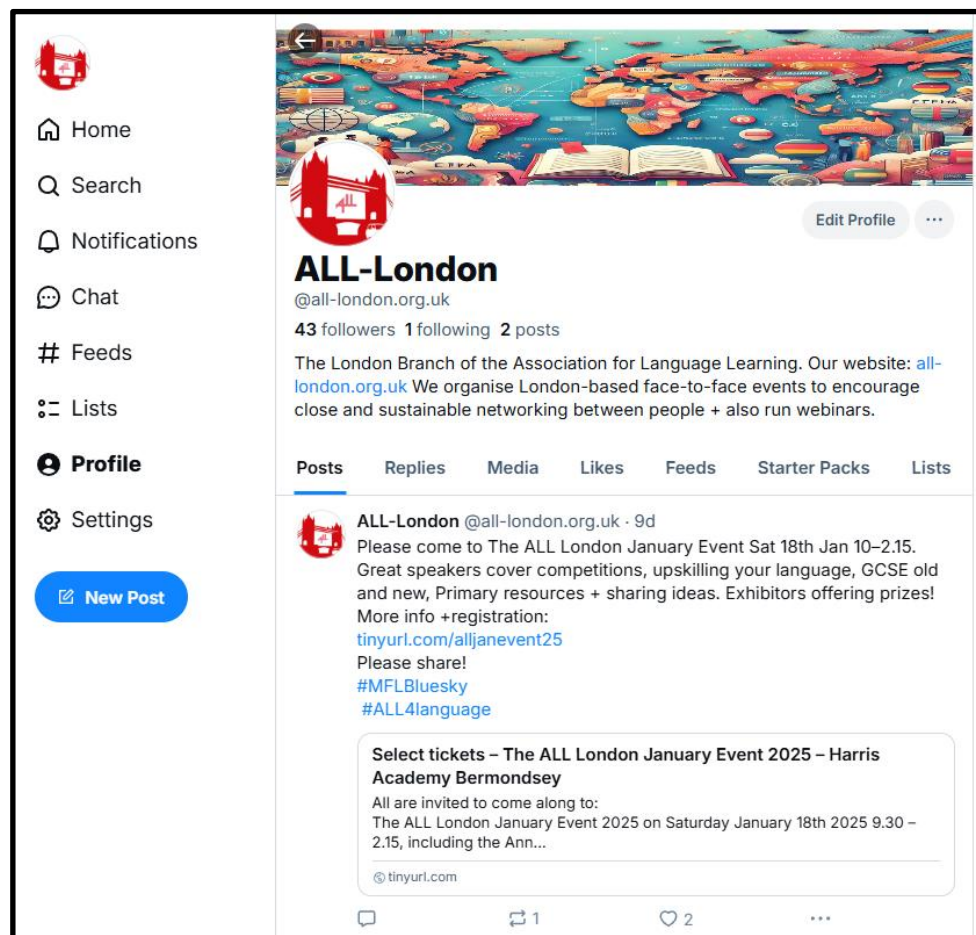 Home
Search
Notifications
Chat
Feeds
Lists
Profile
Settings
New Post
Edit Profile
ALL
ALL-London
@all-london.org.uk
43 followers 1 following 2 posts
The London Branch of the Association for Language Learning. Our website: all-
london.org.uk We organise London-based face-to-face events to encourage
close and sustainable networking between people + also run webinars.
Posts Replies Media Likes Feeds Starter Packs Lists
ALL-London @all-london.org.uk · 9d
Please come to The ALL London January Event Sat 18th Jan 10–2.15.
Great speakers cover competitions, upskilling your language, GCSE old
and new, Primary resources + sharing ideas. Exhibitors offering prizes!
More info +registration:
tinyurl.com/alljanevent25
Please share!
#MFLBluesky
#ALL4language
Select tickets – The ALL London January Event 2025 – Harris
Academy Bermondsey
All are invited to come along to:
The ALL London January Event 2025 on Saturday January 18th 2025 9.30 –
2.15, including the Ann...
tinyurl.com
1 2